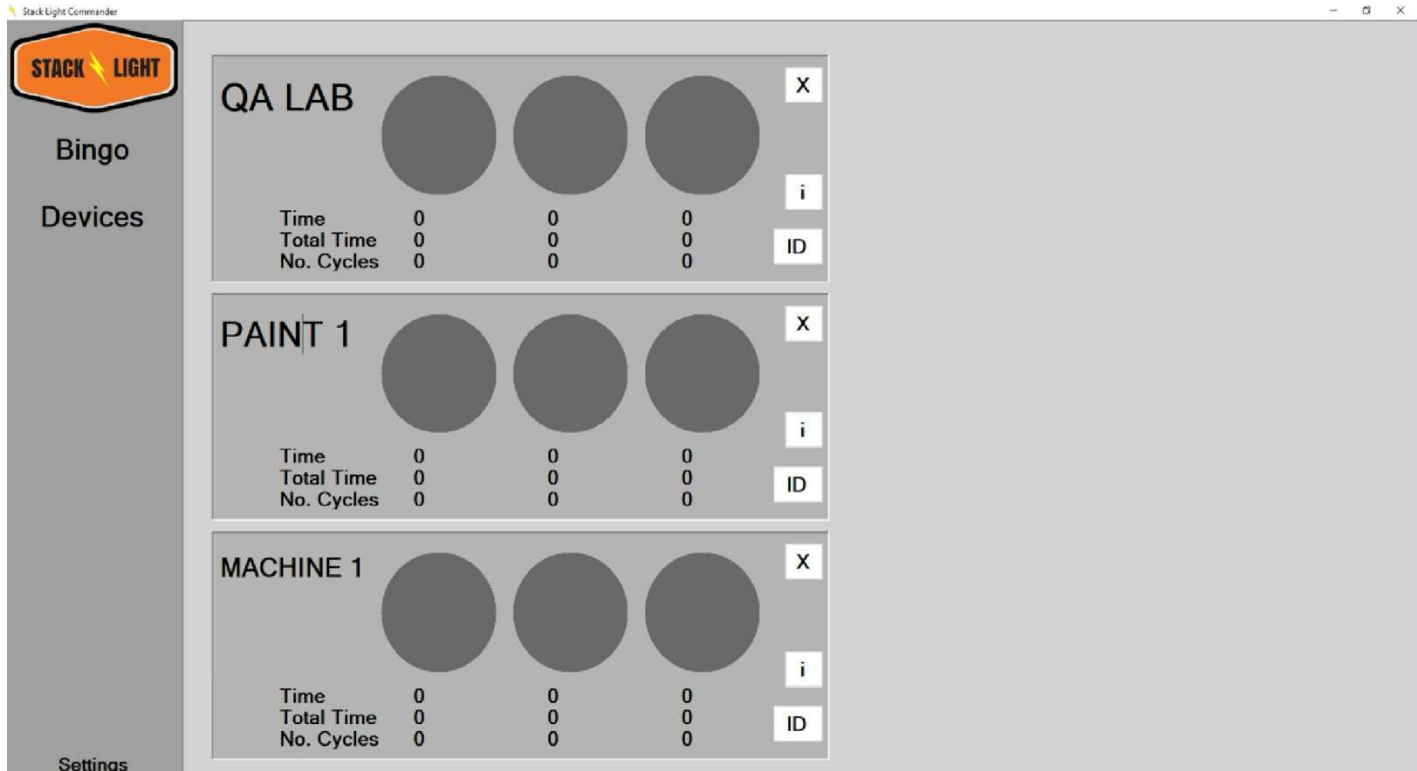 Stack Light Commander
STACK LIGHT
Bingo
Devices
Settings
QA LAB
X
i
Time 0 0 0
Total Time 0 0 0
ID
No. Cycles 0 0 0
PAINT 1
X
i
Time 0 0 0
Total Time 0 0 0
ID
No. Cycles 0 0 0
MACHINE 1
X
i
Time 0 0 0
Total Time 0 0 0
ID
No. Cycles 0 0 0